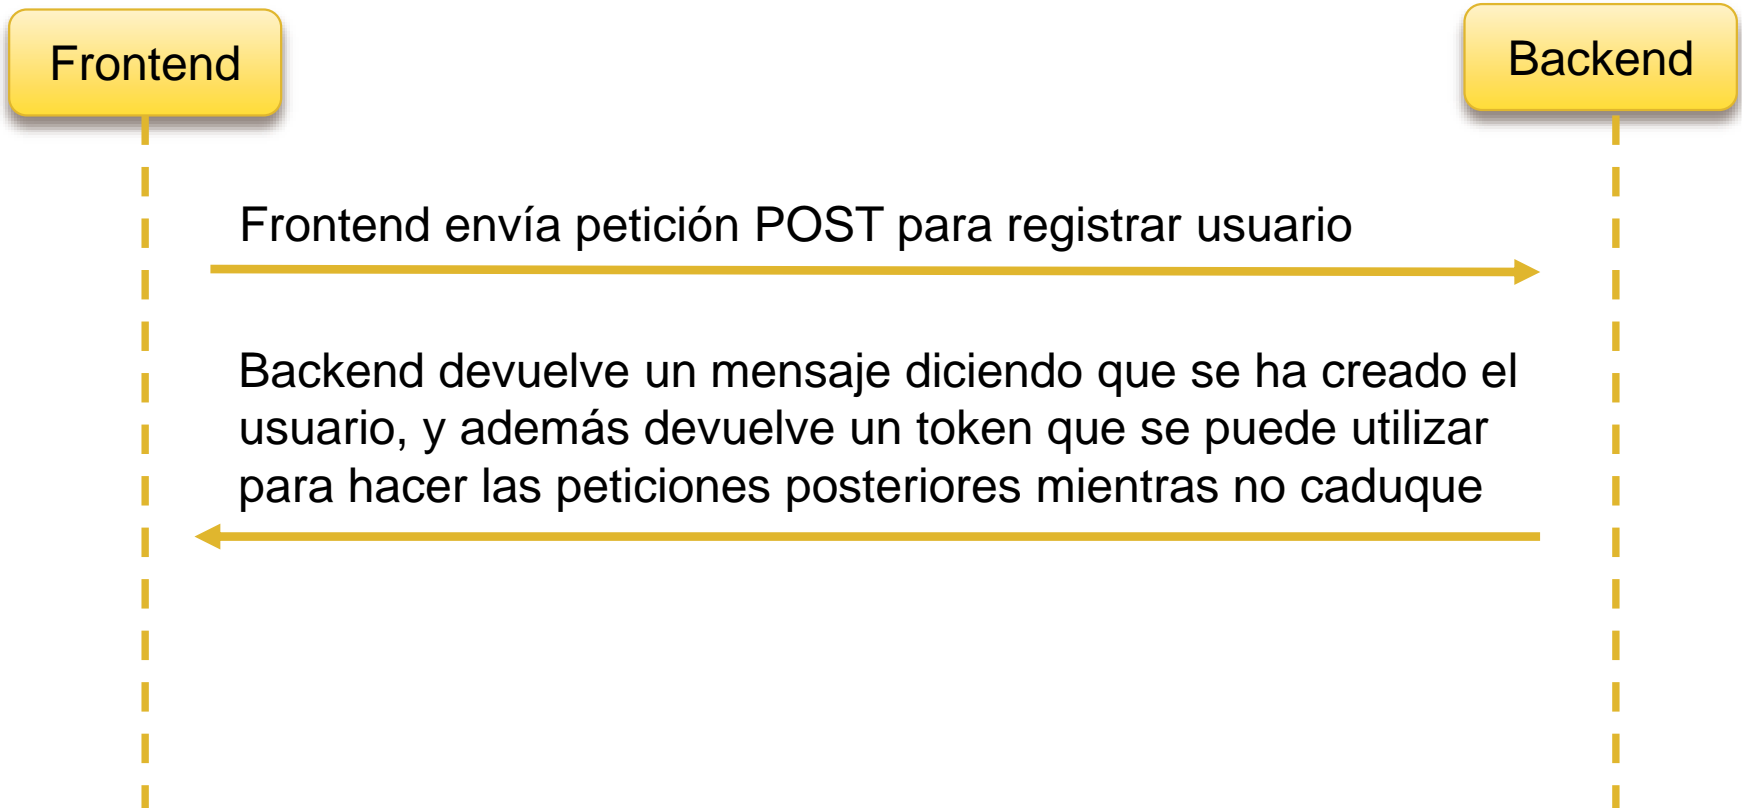 Frontend
Backend
Frontend envía petición POST para registrar usuario
Backend devuelve un mensaje diciendo que se ha creado el
usuario, y además devuelve un token que se puede utilizar
para hacer las peticiones posteriores mientras no caduque